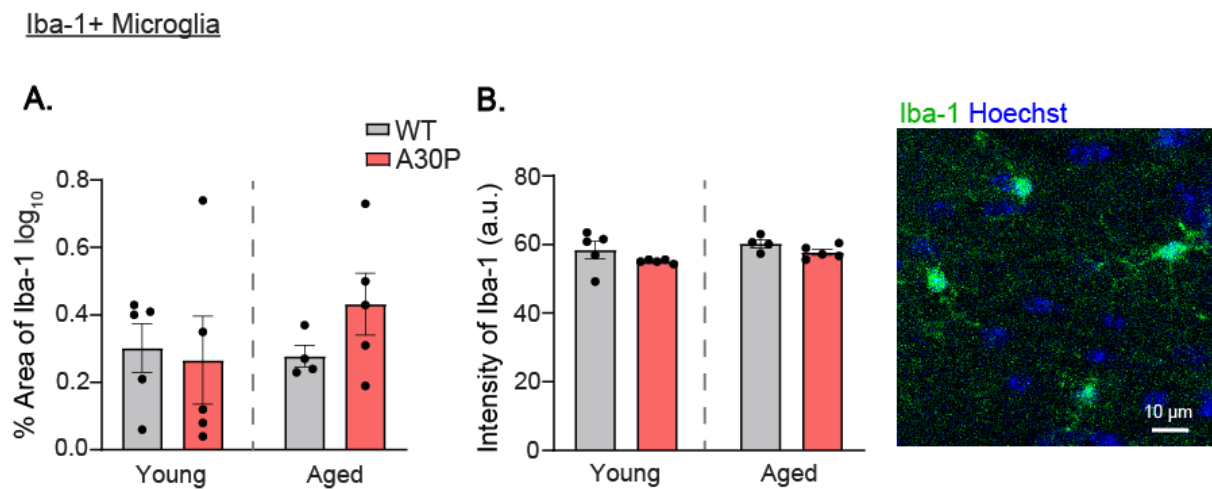 Iba-1+ Microglia
A.
WT
A30P
% Area of Iba-1 log₁₀
0.8
0.6
0.4
0.2
0.0
Young
Aged
B.
Intensity of Iba-1 (a.u.)
80
60
40
20
0
Young
Aged
Iba-1 Hoechst
10 µm